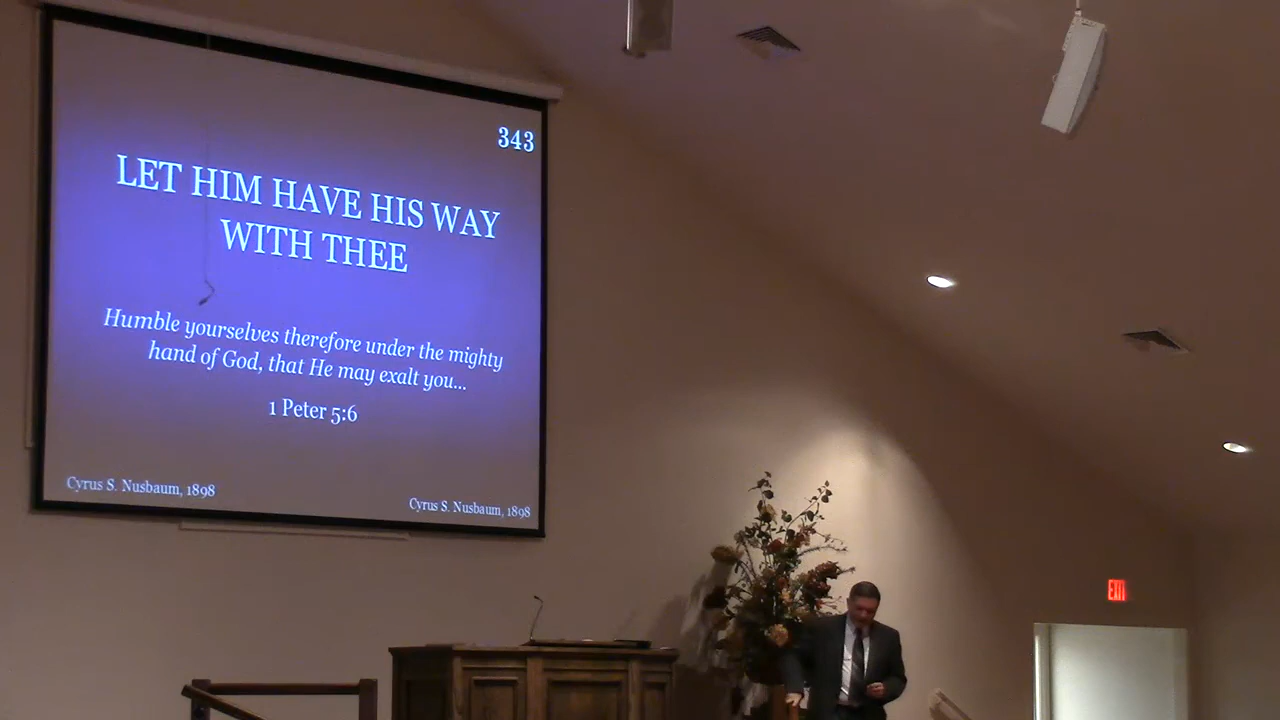 343
LET HIM HAVE HIS WAY
WITH THEE
Humble yourselves therefore under the mighty
hand of God, that He may exalt you...
1 Peter 5:6
Cyrus S. Nusbaum, 1898
Cyrus S. Nusbaum, 1898
EXIT